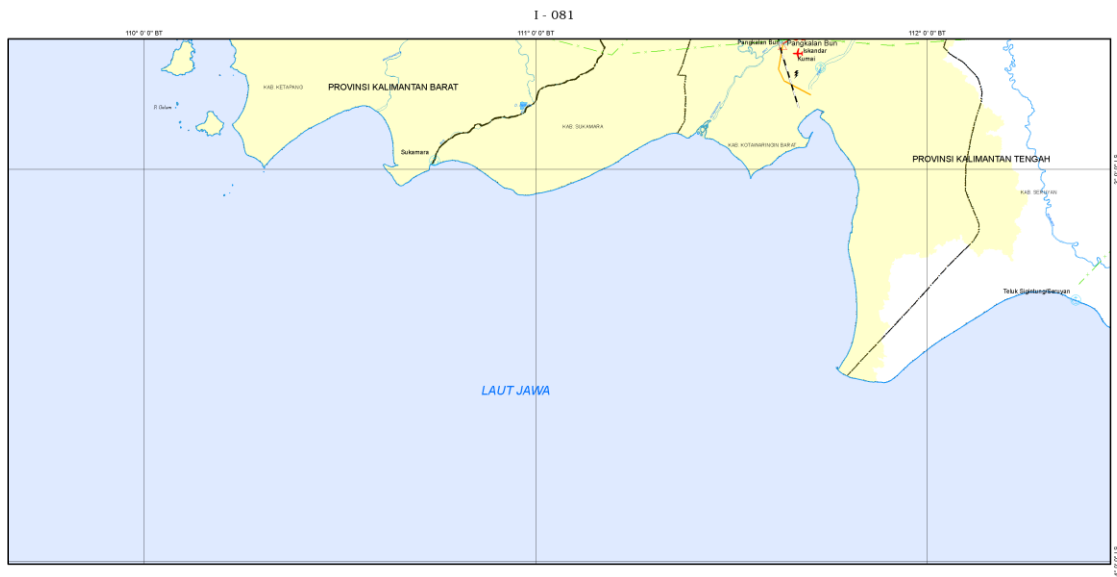 I - 081
110° 0' 0" BT
111° 0' 0" BT
112° 0' 0" BT
Pangkalan Bun
Pangkalan Bun
Iskandar
Kumai
KAB. KETAPANG
PROVINSI KALIMANTAN BARAT
KAB. SUKAMARA
KAB. KOTAWARINGIN BARAT
Sukamara
PROVINSI KALIMANTAN TENGAH
KAB. SERUYAN
Teluk Sigintung/Seruyan
LAUT JAWA